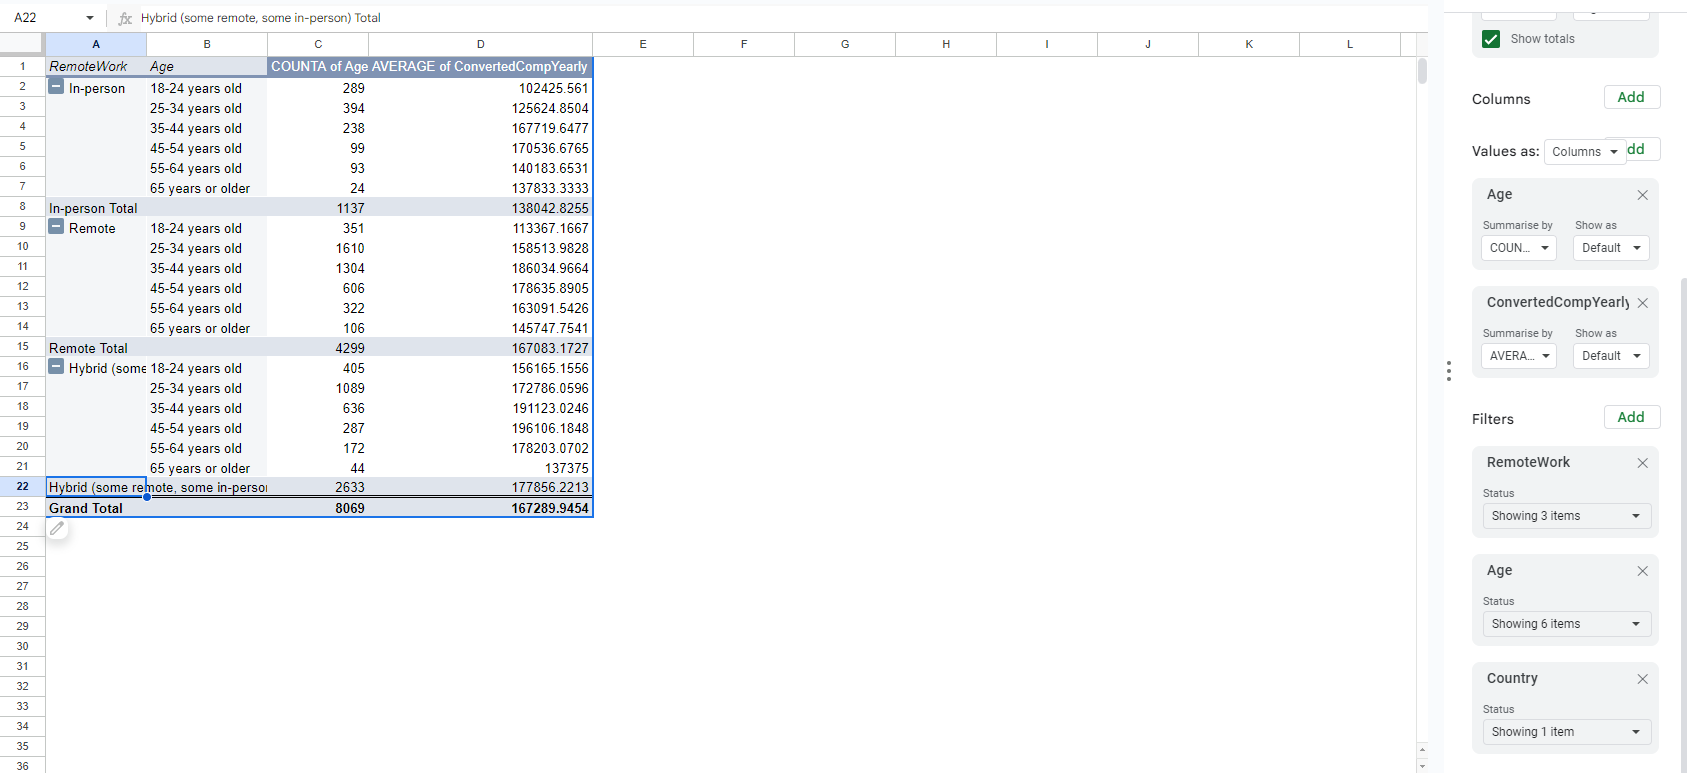 A22
fx Hybrid (some remote, some in-person) Total
A B C D E F G H I J K L
1 RemoteWork Age COUNTA of Age AVERAGE of ConvertedCompYearly
2 In-person 18-24 years old 289 102425.561
3 25-34 years old 394 125624.8504
4 35-44 years old 238 167719.6477
5 45-54 years old 99 170536.6765
6 55-64 years old 93 140183.6531
7 65 years or older 24 137833.3333
8 In-person Total 1137 138042.8255
9 Remote 18-24 years old 351 113367.1667
10 25-34 years old 1610 158513.9828
11 35-44 years old 1304 186034.9664
12 45-54 years old 606 178635.8905
13 55-64 years old 322 163091.5426
14 65 years or older 106 145747.7541
15 Remote Total 4299 167083.1727
16 Hybrid (some 18-24 years old 405 156165.1556
17 25-34 years old 1089 172786.0596
18 35-44 years old 636 191123.0246
19 45-54 years old 287 196106.1848
20 55-64 years old 172 178203.0702
21 65 years or older 44 137375
22 Hybrid (some remote, some in-person 2633 177856.2213
23 Grand Total 8069 167289.9454
24
25
26
27
28
29
30
31
32
33
34
35
36
Show totals
Columns Add
Values as: Columns dd
Age
Summarise by Show as
COUN... Default
ConvertedCompYearly
Summarise by Show as
AVERA... Default
Filters Add
RemoteWork
Status
Showing 3 items
Age
Status
Showing 6 items
Country
Status
Showing 1 item